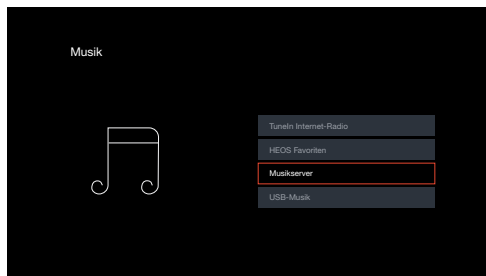 Musik
TuneIn Internet-Radio
HEOS Favoriten
Musikserver
USB-Musik